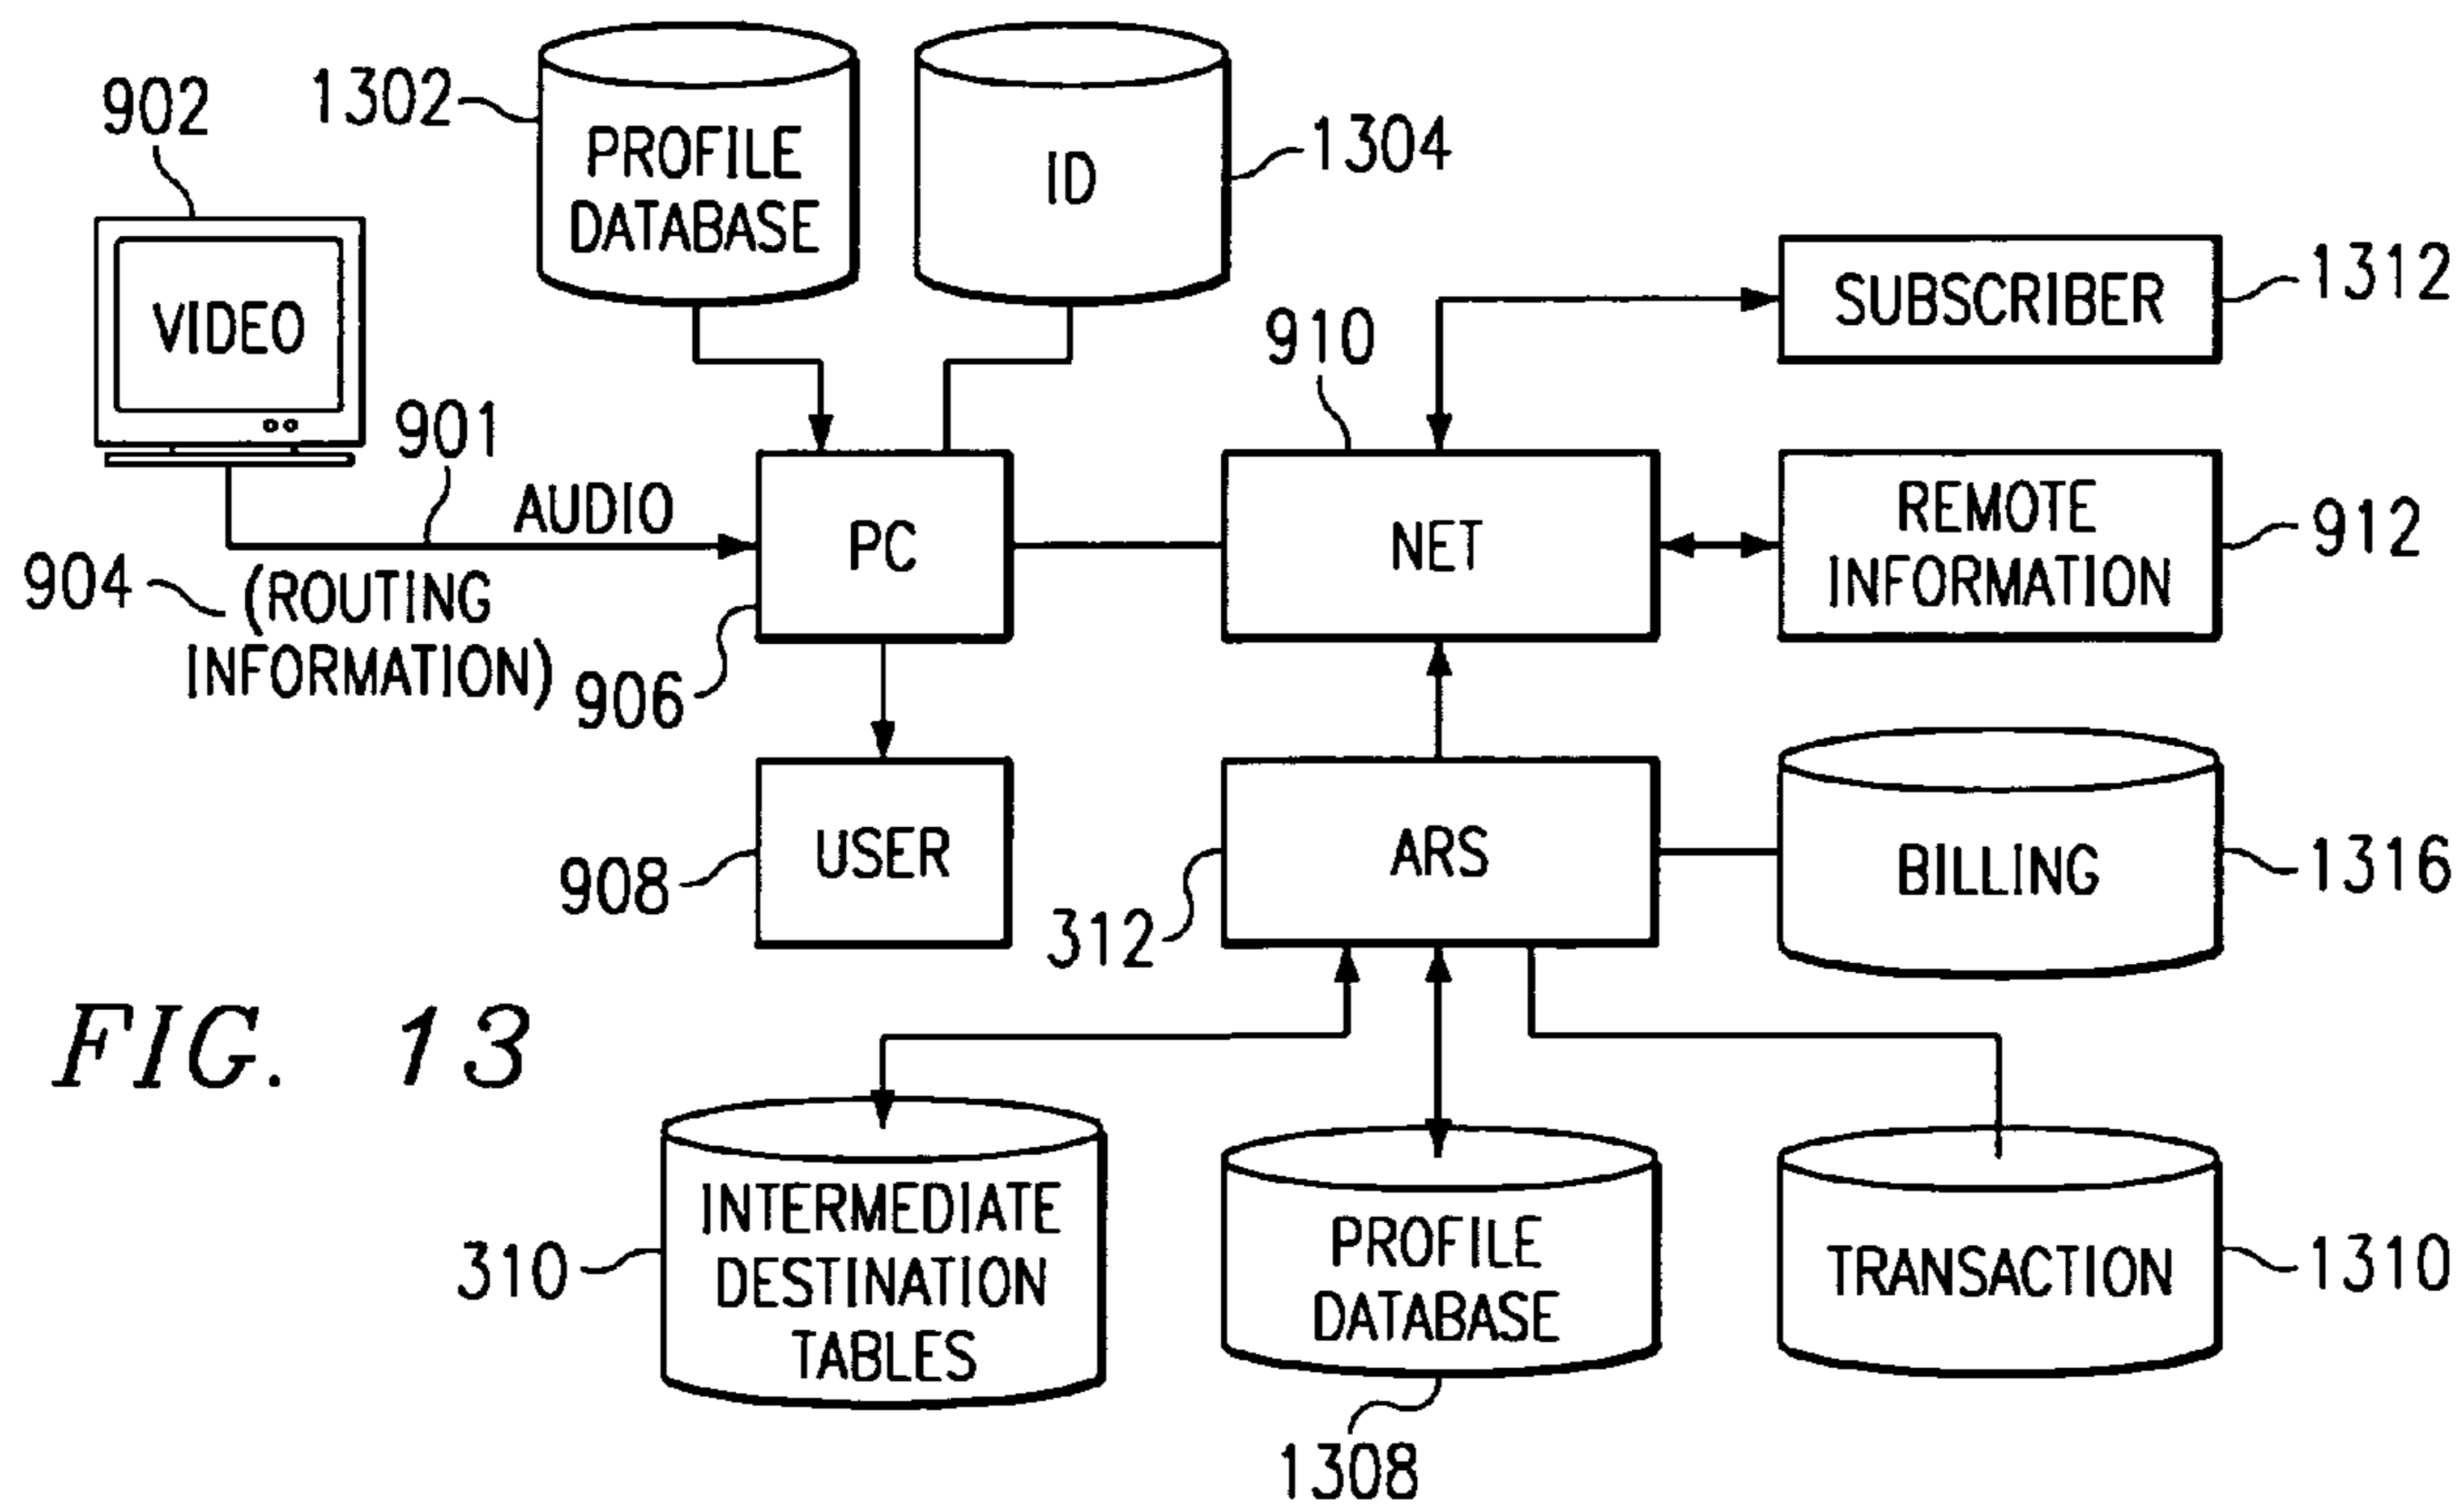 902
1302
PROFILE
DATABASE
ID
1304
VIDEO
SUBSCRIBER
1312
910
901
AUDIO
904
(ROUTING
INFORMATION)
PC
906
NET
REMOTE
INFORMATION
912
USER
908
ARS
312
BILLING
1316
FIG. 13
INTERMEDIATE
DESTINATION
TABLES
310
PROFILE
DATABASE
1308
TRANSACTION
1310